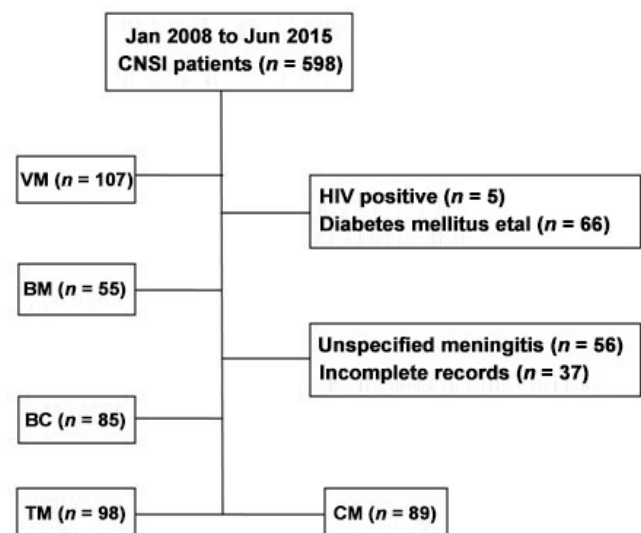 Jan 2008 to Jun 2015
CNSI patients (n = 598)
VM (n = 107)
HIV positive (n = 5)
Diabetes mellitus etal (n = 66)
BM (n = 55)
Unspecified meningitis (n = 56)
Incomplete records (n = 37)
BC (n = 85)
TM (n = 98)
CM (n = 89)